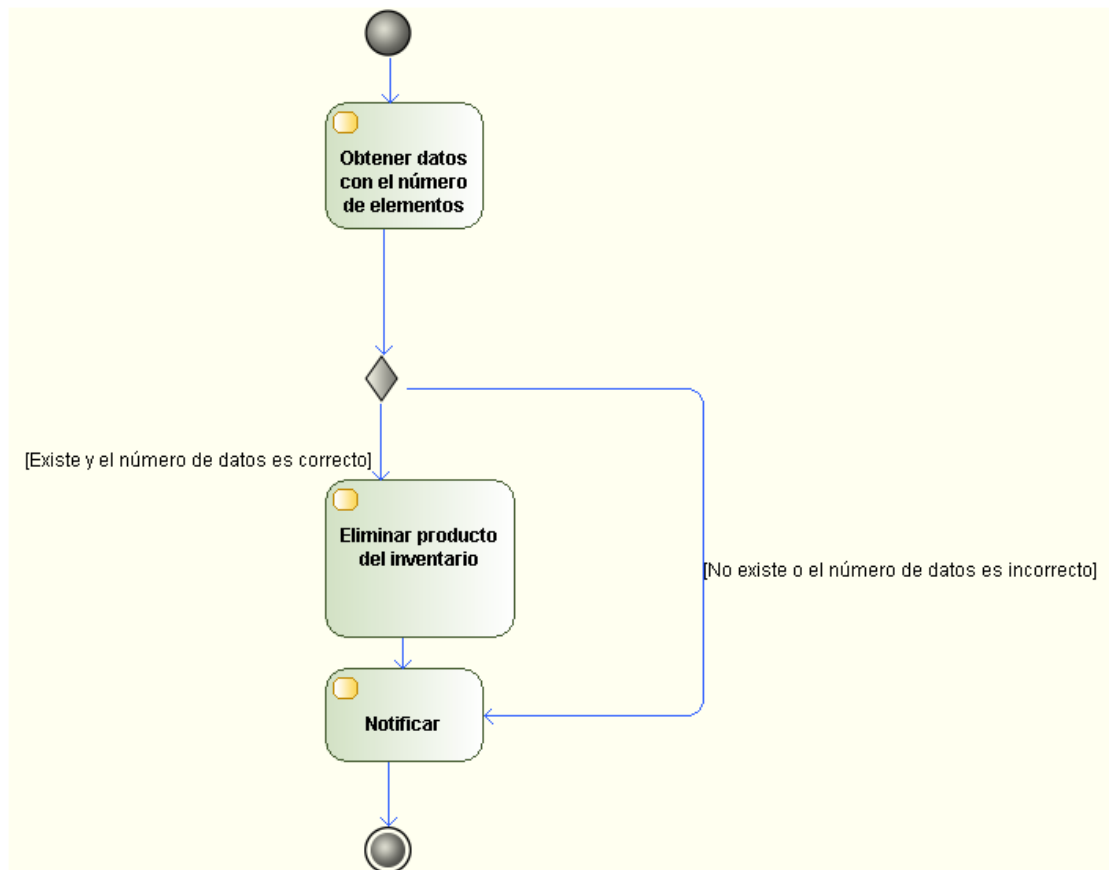 Obtener datos
con el número
de elementos
[Existe y el número de datos es correcto]
Eliminar producto
del inventario
[No existe o el número de datos es incorrecto]
Notificar